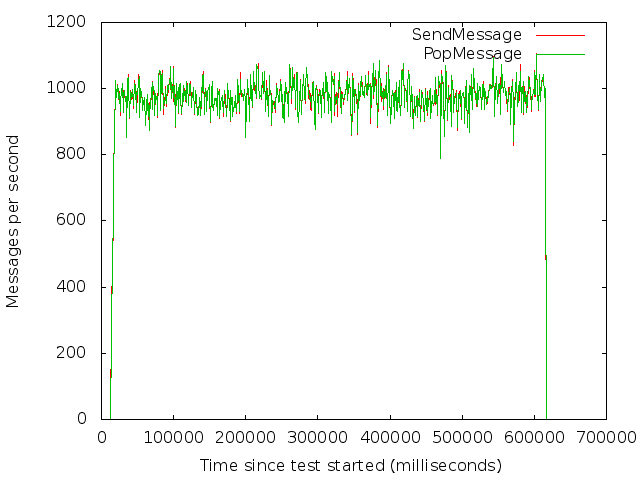 1200
1000
800
600
400
200
0
SendMessage
PopMessage
Messages per second
0 100000 200000 300000 400000 500000 600000 700000
Time since test started (milliseconds)